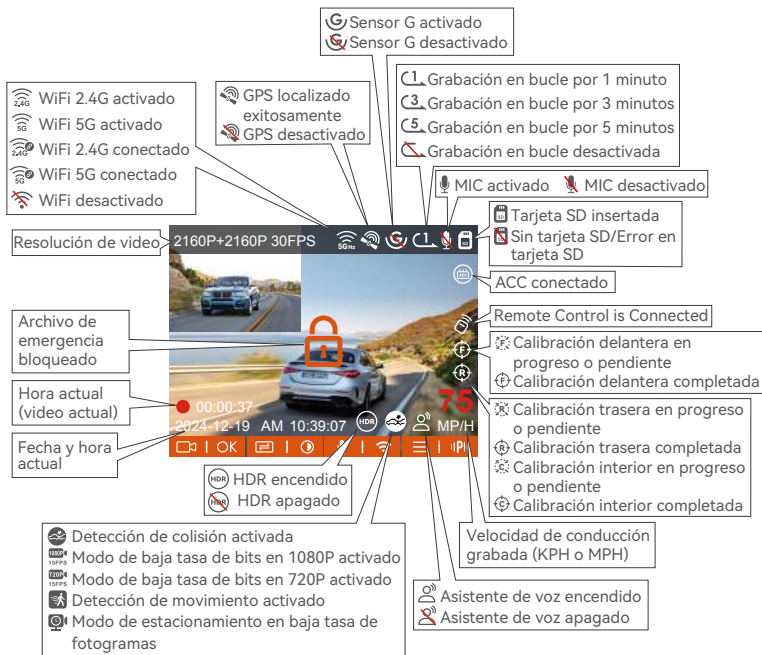 Sensor G activado
Sensor G desactivado
WiFi 2.4G activado
WiFi 5G activado
WiFi 2.4G conectado
WiFi 5G conectado
WiFi desactivado
GPS localizado
exitosamente
GPS desactivado
Grabación en bucle por 1 minuto
Grabación en bucle por 3 minutos
Grabación en bucle por 5 minutos
Grabación en bucle desactivada
MIC activado MIC desactivado
Tarjeta SD insertada
Sin tarjeta SD/Error en
tarjeta SD
Resolución de video
2160P+2160P 30FPS
5GHz
ACC conectado
Remote Control is Connected
Archivo de
emergencia
bloqueado
Calibración delantera en
progreso o pendiente
Calibración delantera completada
Hora actual
(video actual)
00:00:37
75
2024-12-19 AM 10:39:07
HDR
MP/H
OK
Fecha y hora
actual
Calibración trasera en progreso
o pendiente
Calibración trasera completada
Calibración interior en progreso
o pendiente
Calibración interior completada
HDR encendido
HDR apagado
Velocidad de conducción
grabada (KPH o MPH)
Detección de colisión activada
1080P 15FPS Modo de baja tasa de bits en 1080P activado
720P 15FPS Modo de baja tasa de bits en 720P activado
Detección de movimiento activado
Modo de estacionamiento en baja tasa de
fotogramas
Asistente de voz encendido
Asistente de voz apagado